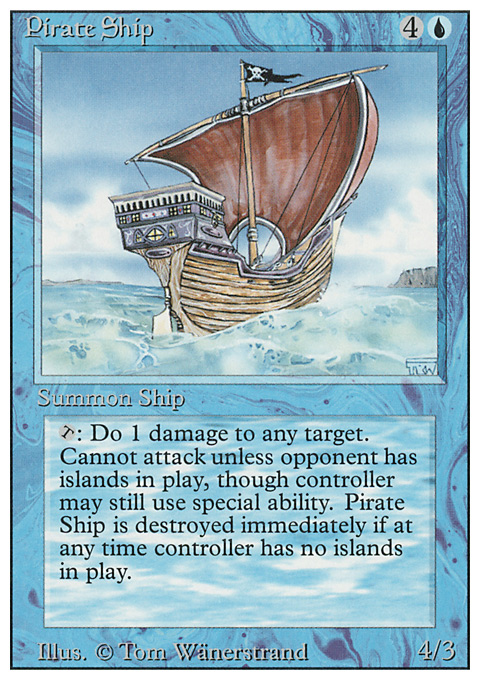 Pirate Ship 4
Summon Ship
T: Do 1 damage to any target.
Cannot attack unless opponent has
islands in play, though controller
may still use special ability. Pirate
Ship is destroyed immediately if at
any time controller has no islands
in play.
Illus. © Tom Wänerstrand 4/3